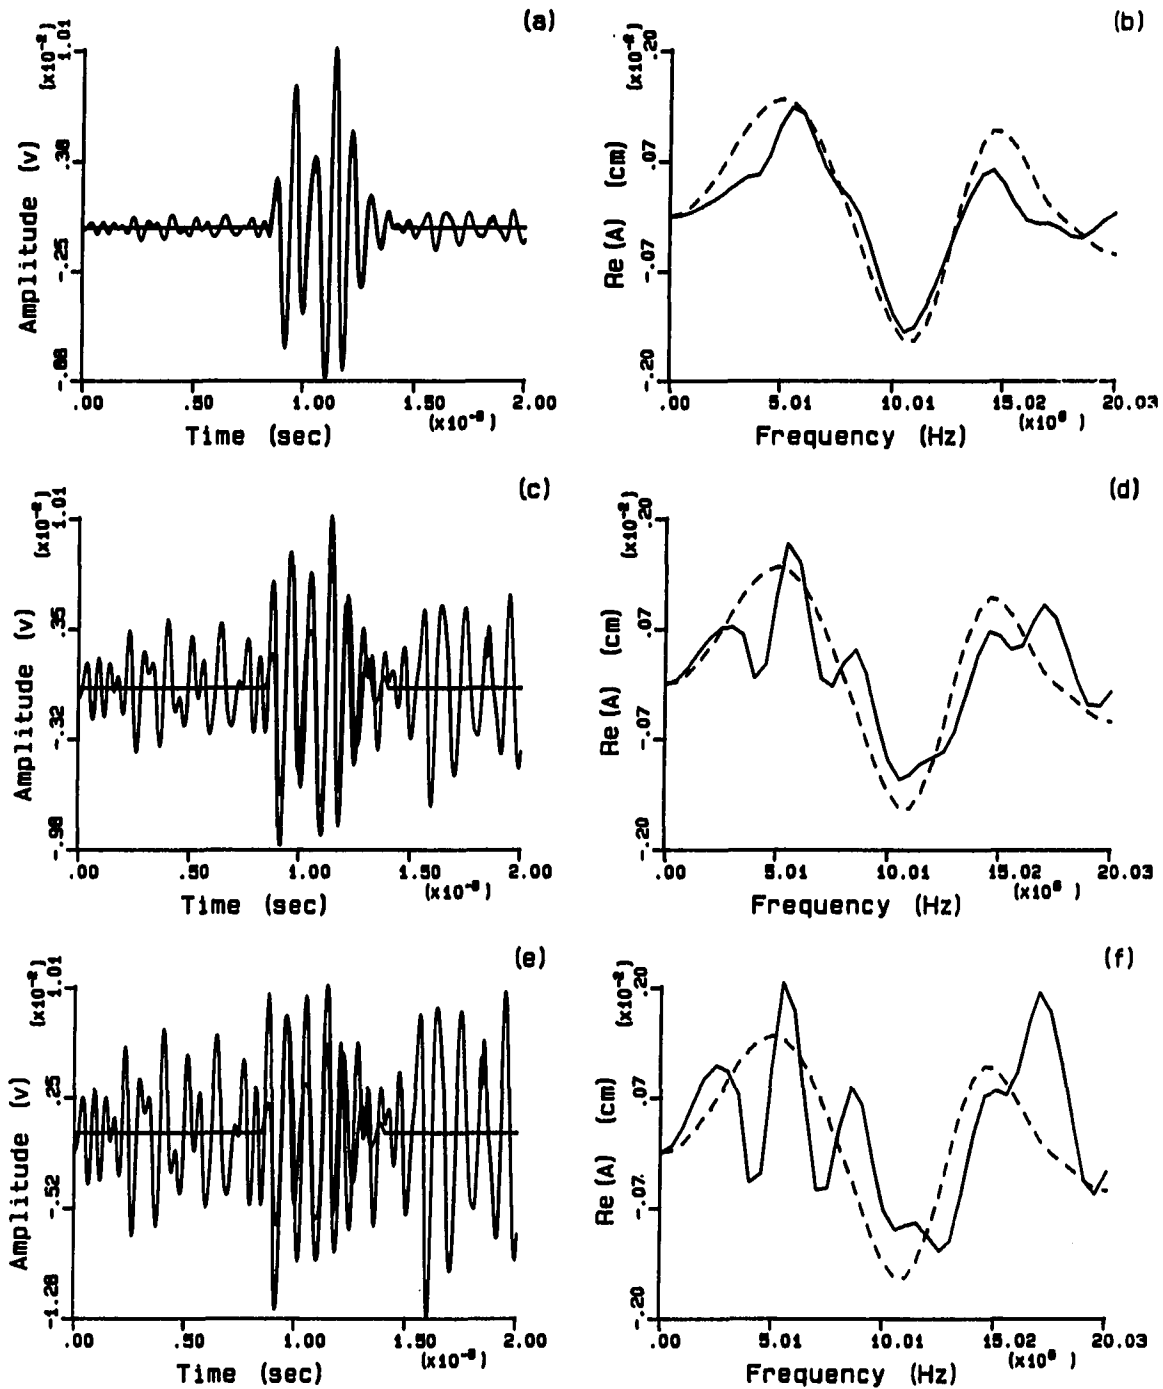 (a)
(x10⁻²)
1.01
.38
-.25
-.88
Amplitude (v)
.00 .50 1.00 1.50 2.00
(x10⁻⁶)
Time (sec)
(b)
(x10⁻²)
.20
.07
-.07
-.20
Re(A) (cm)
.00 5.01 10.01 15.02 20.03
(x10⁶ )
Frequency (Hz)
(c)
(x10⁻²)
1.01
.35
-.32
-.98
Amplitude (v)
.00 .50 1.00 1.50 2.00
Time (sec)
(d)
(x10⁻²)
.20
.07
-.07
-.20
Re(A) (cm)
.00 5.01 10.01 15.02 20.03
(x10⁶ )
Frequency (Hz)
(e)
(x10⁻²)
1.01
.25
-.52
-1.28
Amplitude (v)
.00 .50 1.00 1.50 2.00
Time (sec)
(f)
(x10⁻²)
.20
.07
-.07
-.20
Re(A) (cm)
.00 5.01 10.01 15.02 20.03
(x10⁶ )
Frequency (Hz)